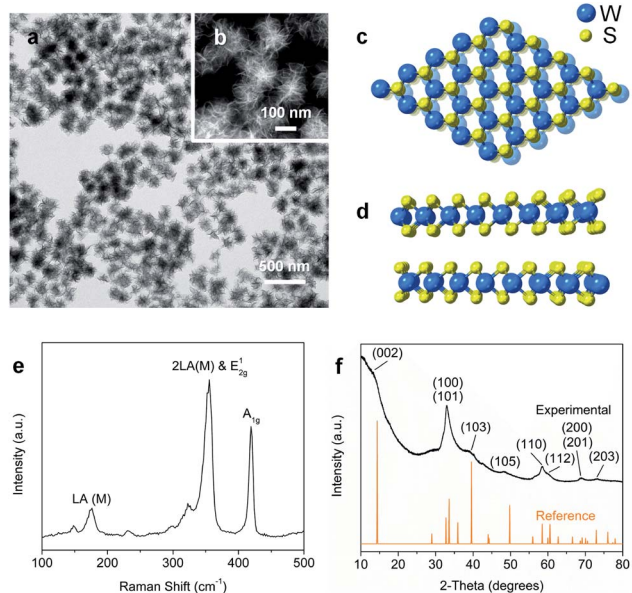 a
b
100 nm
500 nm
c
W
S
d
e
2LA(M) & E¹₂g
A₁g
LA (M)
Intensity (a.u.)
100 200 300 400 500
Raman Shift (cm⁻¹)
f
(002)
(100)
(101)
Experimental
(103)
(200)
(201)
(110)
(105)
(112)
(203)
Reference
Intensity (a.u.)
10 20 30 40 50 60 70 80
2-Theta (degrees)